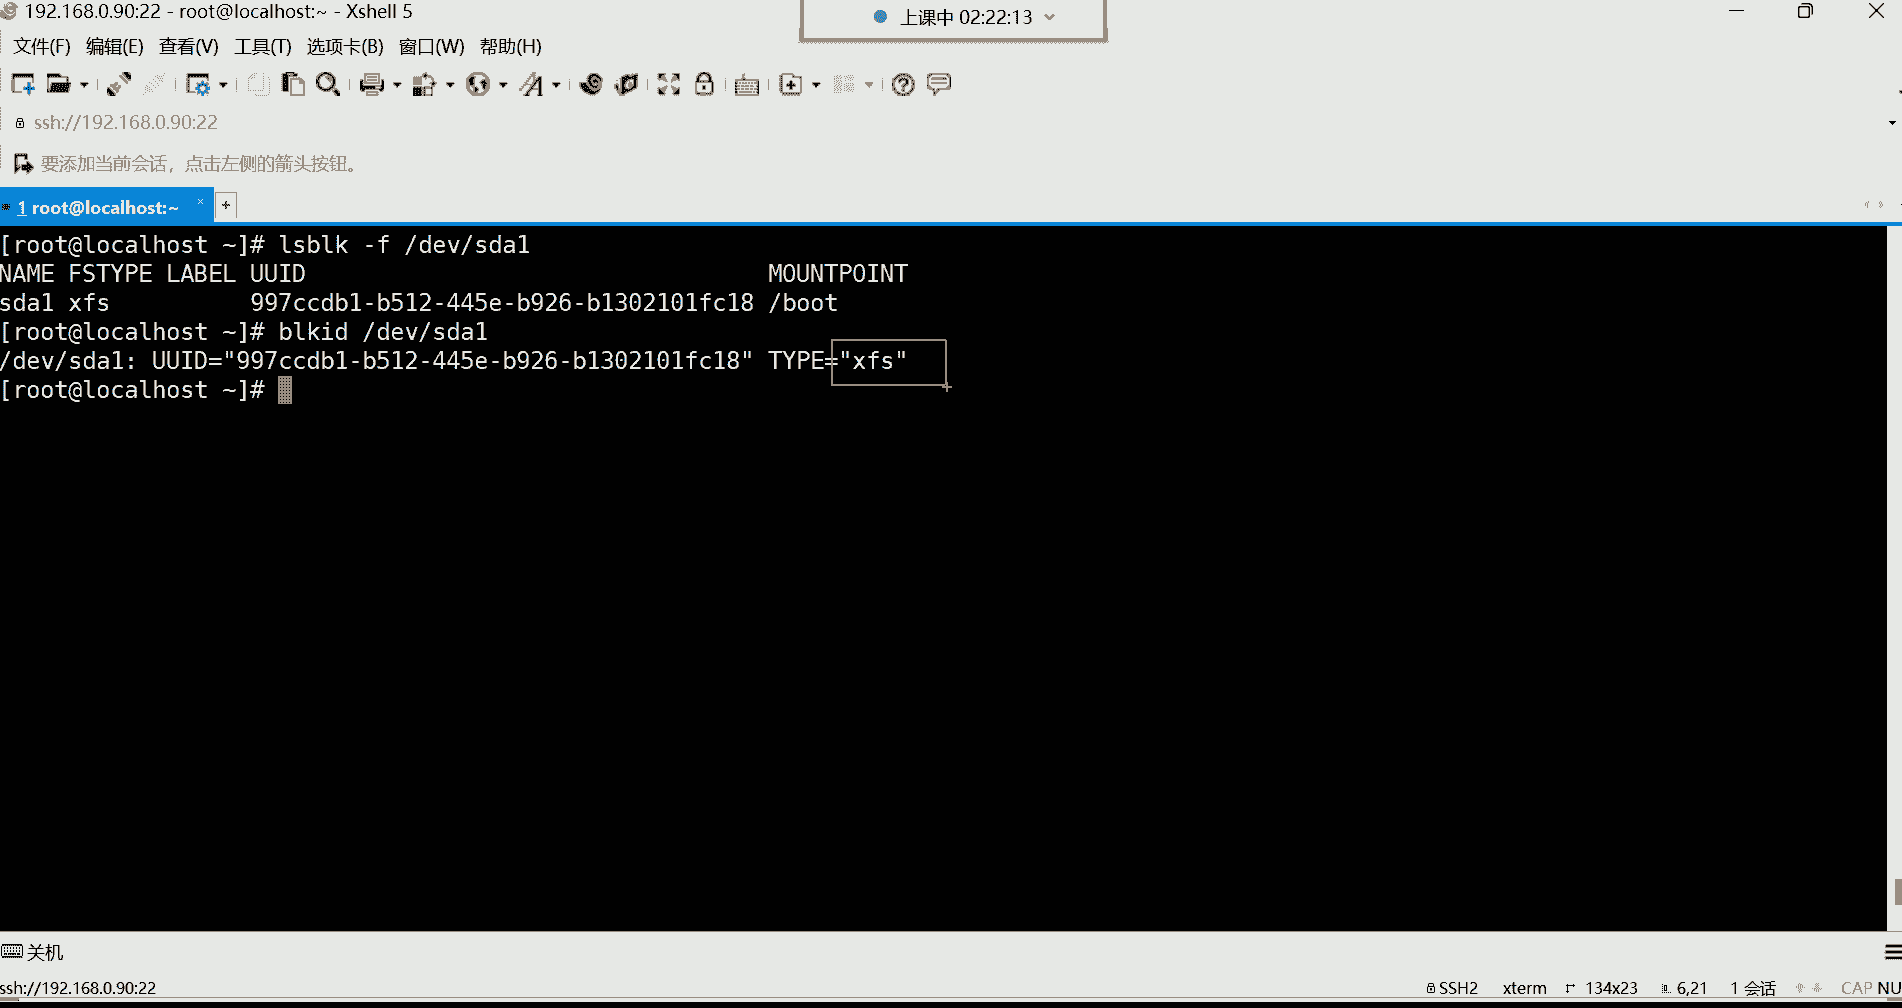 192.168.0.90:22 - root@localhost:~ - Xshell 5
上课中 02:22:13
文件(F) 编辑(E) 查看(V) 工具(T) 选项卡(B) 窗口(W) 帮助(H)
ssh://192.168.0.90:22
要添加当前会话，点击左侧的箭头按钮。
1 root@localhost:~
[root@localhost ~]# lsblk -f /dev/sda1
NAME FSTYPE LABEL UUID                                 MOUNTPOINT
sda1 xfs          997ccdb1-b512-445e-b926-b1302101fc18 /boot
[root@localhost ~]# blkid /dev/sda1
/dev/sda1: UUID="997ccdb1-b512-445e-b926-b1302101fc18" TYPE="xfs"
[root@localhost ~]#
关机
ssh://192.168.0.90:22 SSH2 xterm 134x23 6,21 1 会话 CAP NU